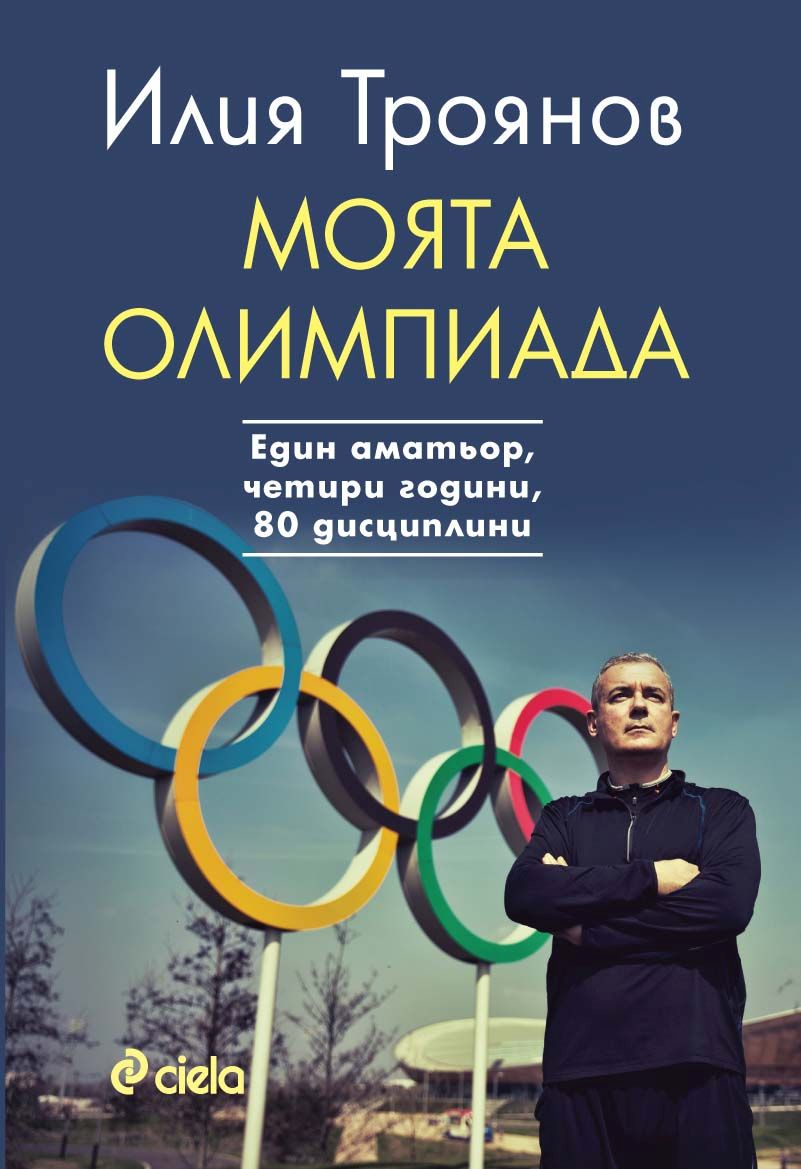 Илия Троянов
МОЯТА
ОЛИМПИАДА
Един аматьор,
четири години,
80 дисциплини
ciela